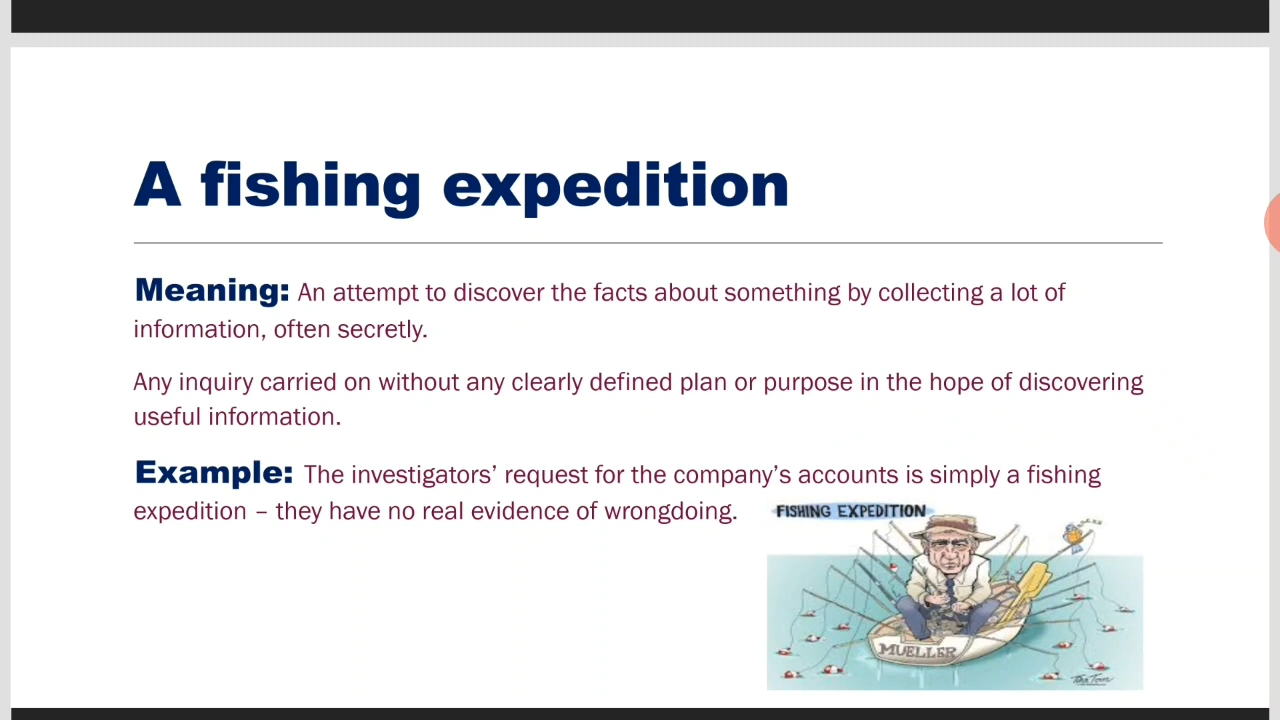 A fishing expedition
Meaning: An attempt to discover the facts about something by collecting a lot of
information, often secretly.
Any inquiry carried on without any clearly defined plan or purpose in the hope of discovering
useful information.
Example: The investigators’ request for the company’s accounts is simply a fishing
expedition – they have no real evidence of wrongdoing.
FISHING EXPEDITION
MUELLER